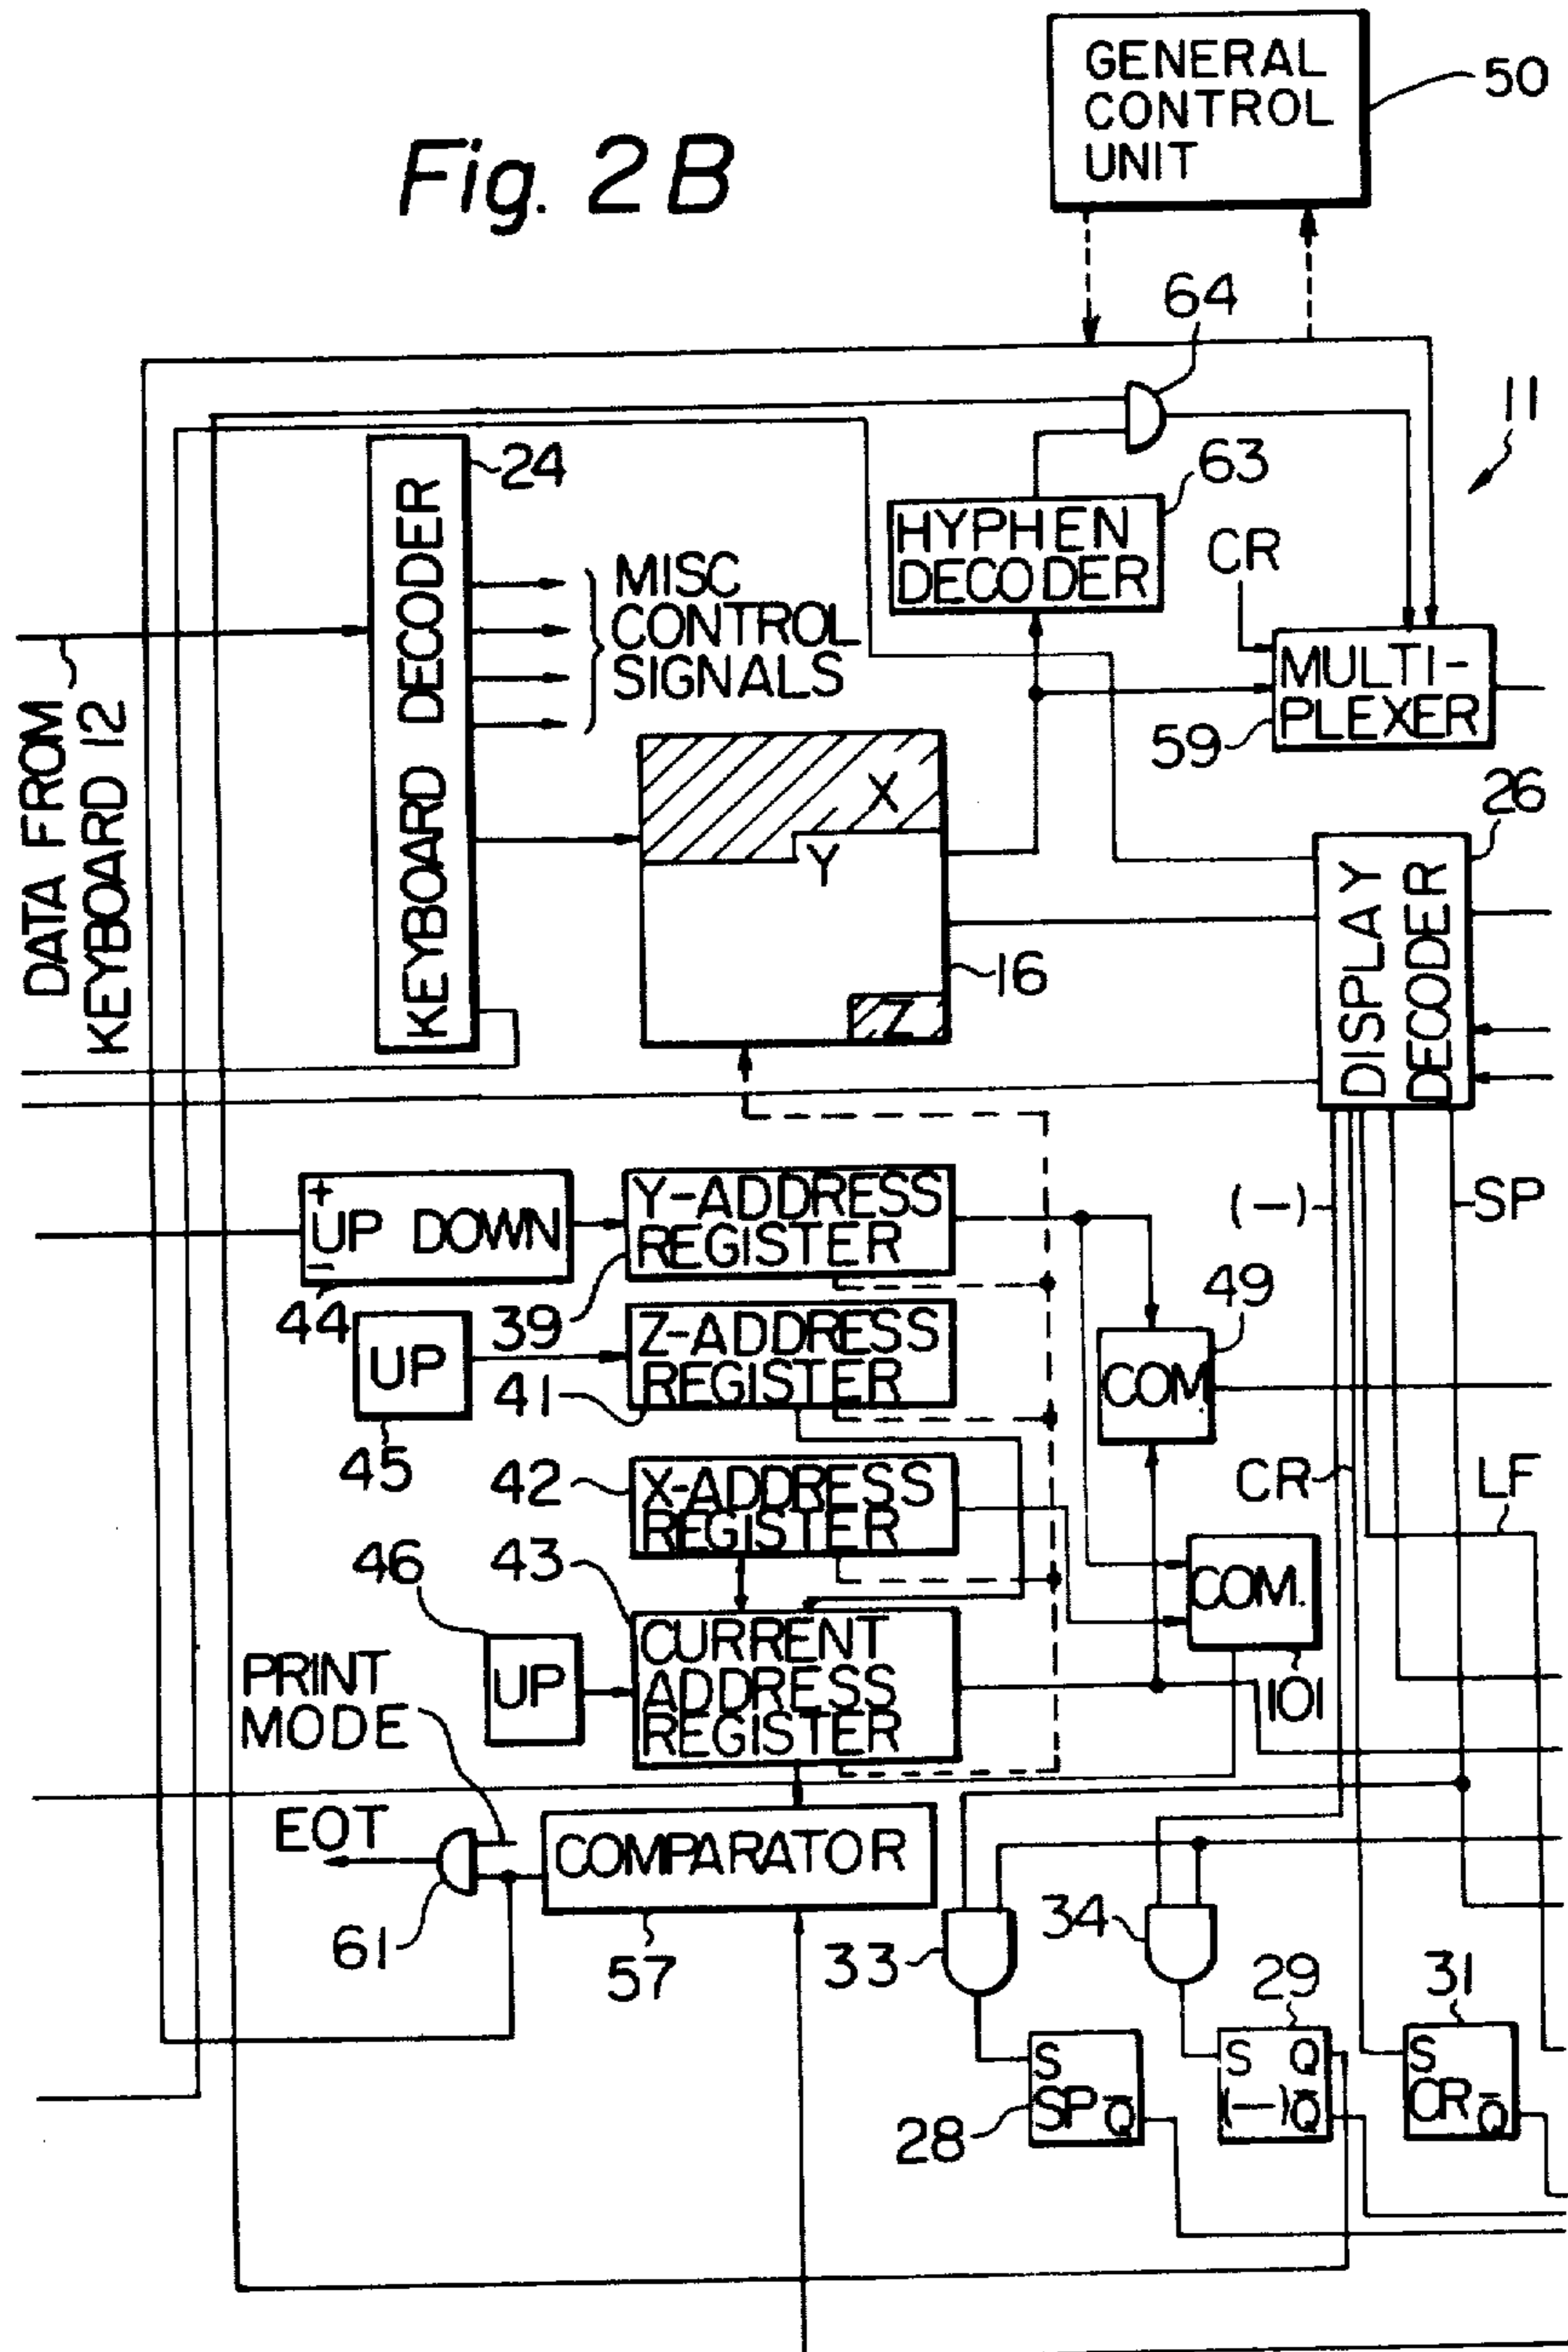 Fig. 2B
GENERAL
CONTROL
UNIT
50
64
11
24
63
HYPHEN
DECODER
CR
MISC
CONTROL
SIGNALS
KEYBOARD DECODER
DATA FROM
KEYBOARD 12
MULTI-
PLEXER
59
X
Y
Z
16
26
DISPLAY
DECODER
+
UP DOWN
-
44
Y-ADDRESS
REGISTER
39
(-)
SP
49
UP
45
Z-ADDRESS
REGISTER
41
COM.
42
X-ADDRESS
REGISTER
CR
LF
46
43
UP
CURRENT
ADDRESS
REGISTER
COM.
101
PRINT
MODE
EOT
61
COMPARATOR
57
33
34
29
31
S
SP Q̅
28
S Q
(-) Q̅
S
CR Q̅